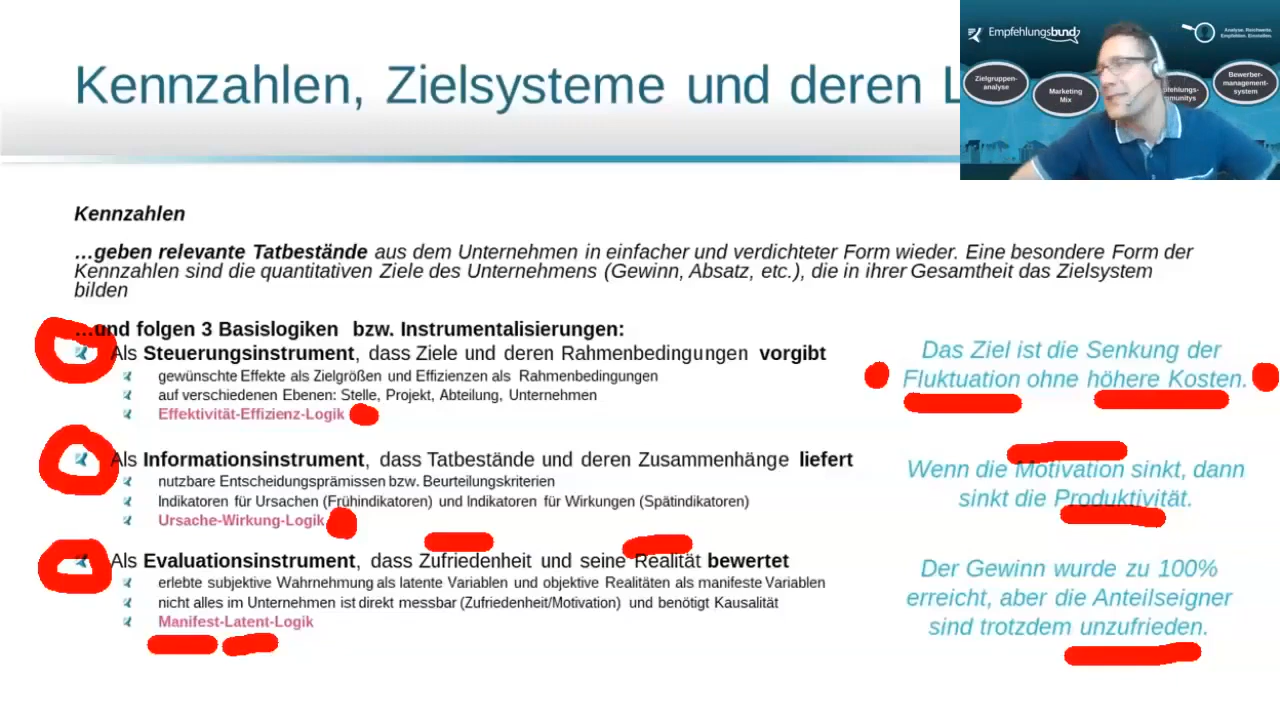 Kennzahlen, Zielsysteme und deren
Empfehlungsbund
Analyse. Reichweite.
Empfehlen. Einstellen.
Zielgruppen-
analyse
Marketing
Mix
Bewerber-
management-
system
Kennzahlen
…geben relevante Tatbestände aus dem Unternehmen in einfacher und verdichteter Form wieder. Eine besondere Form der
Kennzahlen sind die quantitativen Ziele des Unternehmens (Gewinn, Absatz, etc.), die in ihrer Gesamtheit das Zielsystem
bilden
…und folgen 3 Basislogiken bzw. Instrumentalisierungen:
Als Steuerungsinstrument, dass Ziele und deren Rahmenbedingungen vorgibt
gewünschte Effekte als Zielgrößen und Effizienzen als Rahmenbedingungen
auf verschiedenen Ebenen: Stelle, Projekt, Abteilung, Unternehmen
Effektivität-Effizienz-Logik
Das Ziel ist die Senkung der
Fluktuation ohne höhere Kosten.
Als Informationsinstrument, dass Tatbestände und deren Zusammenhänge liefert
nutzbare Entscheidungsprämissen bzw. Beurteilungskriterien
Indikatoren für Ursachen (Frühindikatoren) und Indikatoren für Wirkungen (Spätindikatoren)
Ursache-Wirkung-Logik
Wenn die Motivation sinkt, dann
sinkt die Produktivität.
Als Evaluationsinstrument, dass Zufriedenheit und seine Realität bewertet
erlebte subjektive Wahrnehmung als latente Variablen und objektive Realitäten als manifeste Variablen
nicht alles im Unternehmen ist direkt messbar (Zufriedenheit/Motivation) und benötigt Kausalität
Manifest-Latent-Logik
Der Gewinn wurde zu 100%
erreicht, aber die Anteilseigner
sind trotzdem unzufrieden.